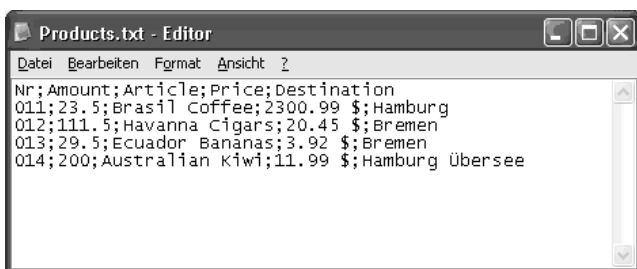 Products.txt - Editor
Datei Bearbeiten Format Ansicht ?
Nr;Amount;Article;Price;Destination
011;23.5;Brasil Coffee;2300.99 $;Hamburg
012;111.5;Havanna Cigars;20.45 $;Bremen
013;29.5;Ecuador Bananas;3.92 $;Bremen
014;200;Australian Kiwi;11.99 $;Hamburg Übersee